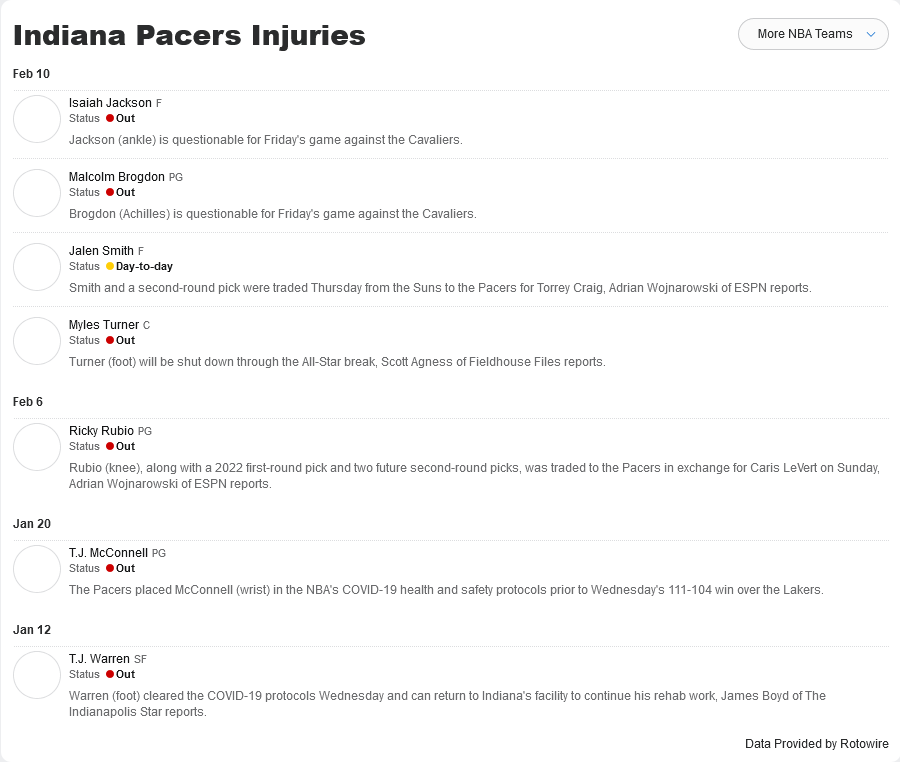 Indiana Pacers Injuries
More NBA Teams
Feb 10
Isaiah Jackson F
Status Out
Jackson (ankle) is questionable for Friday's game against the Cavaliers.
Malcolm Brogdon PG
Status Out
Brogdon (Achilles) is questionable for Friday's game against the Cavaliers.
Jalen Smith F
Status Day-to-day
Smith and a second-round pick were traded Thursday from the Suns to the Pacers for Torrey Craig, Adrian Wojnarowski of ESPN reports.
Myles Turner C
Status Out
Turner (foot) will be shut down through the All-Star break, Scott Agness of Fieldhouse Files reports.
Feb 6
Ricky Rubio PG
Status Out
Rubio (knee), along with a 2022 first-round pick and two future second-round picks, was traded to the Pacers in exchange for Caris LeVert on Sunday,
Adrian Wojnarowski of ESPN reports.
Jan 20
T.J. McConnell PG
Status Out
The Pacers placed McConnell (wrist) in the NBA's COVID-19 health and safety protocols prior to Wednesday's 111-104 win over the Lakers.
Jan 12
T.J. Warren SF
Status Out
Warren (foot) cleared the COVID-19 protocols Wednesday and can return to Indiana's facility to continue his rehab work, James Boyd of The
Indianapolis Star reports.
Data Provided by Rotowire